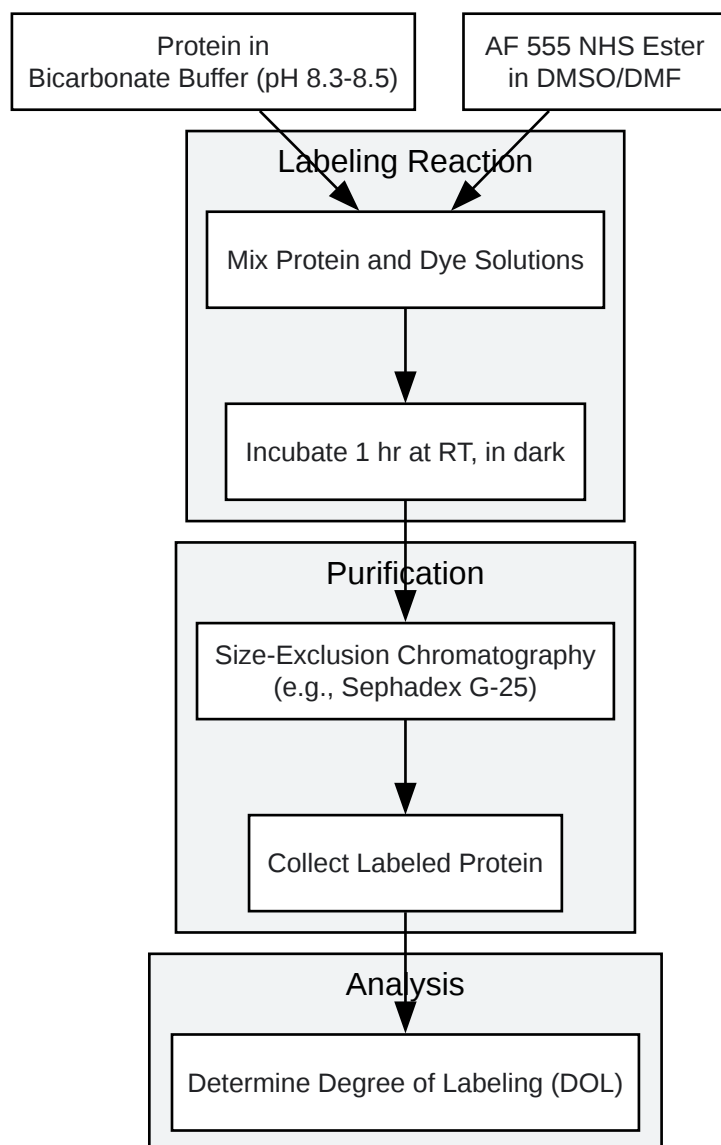 Protein in
Bicarbonate Buffer (pH 8.3-8.5)
AF 555 NHS Ester
in DMSO/DMF
Labeling Reaction
Mix Protein and Dye Solutions
Incubate 1 hr at RT, in dark
Purification
Size-Exclusion Chromatography
(e.g., Sephadex G-25)
Collect Labeled Protein
Analysis
Determine Degree of Labeling (DOL)